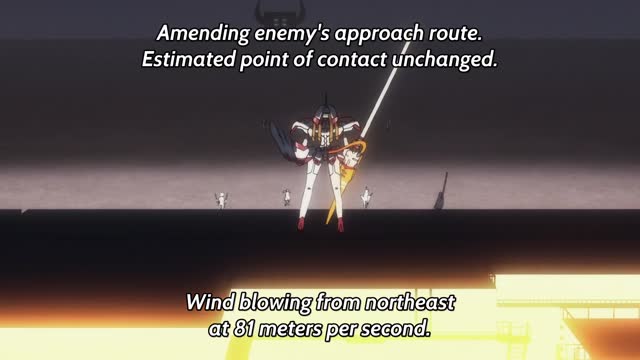 Amending enemy's approach route.
Estimated point of contact unchanged.
Wind blowing from northeast
at 81 meters per second.